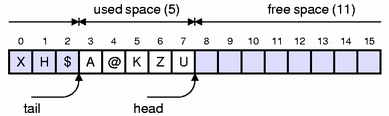 used space (5) free space (11)
0 1 2 3 4 5 6 7 8 9 10 11 12 13 14 15
X H $ A @ K Z U
tail head